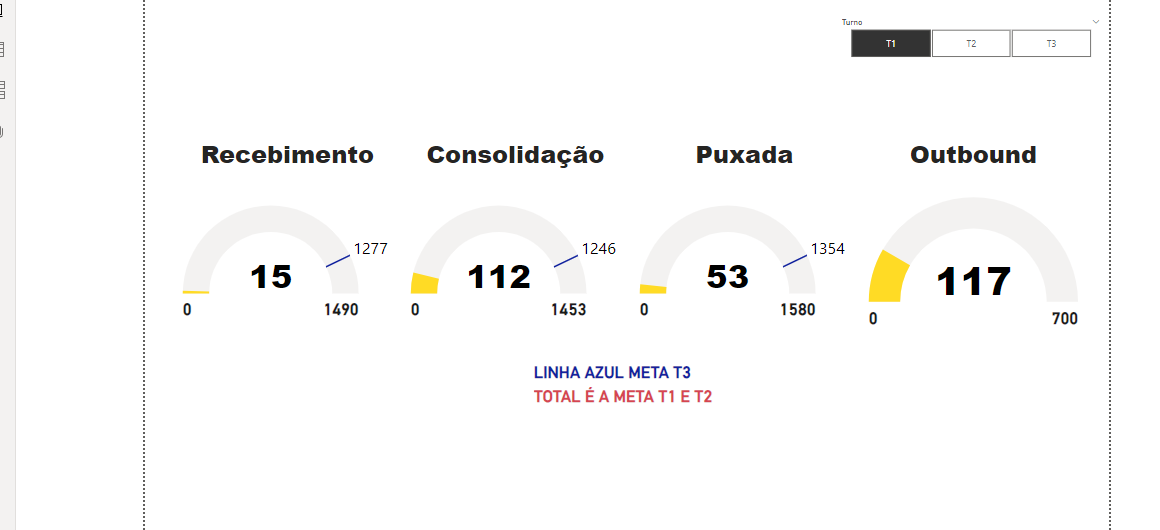 Turno
T1 T2 T3
Recebimento Consolidação Puxada Outbound
1277 1246 1354
15 112 53 117
0 1490 0 1453 0 1580 0 700
LINHA AZUL META T3
TOTAL É A META T1 E T2